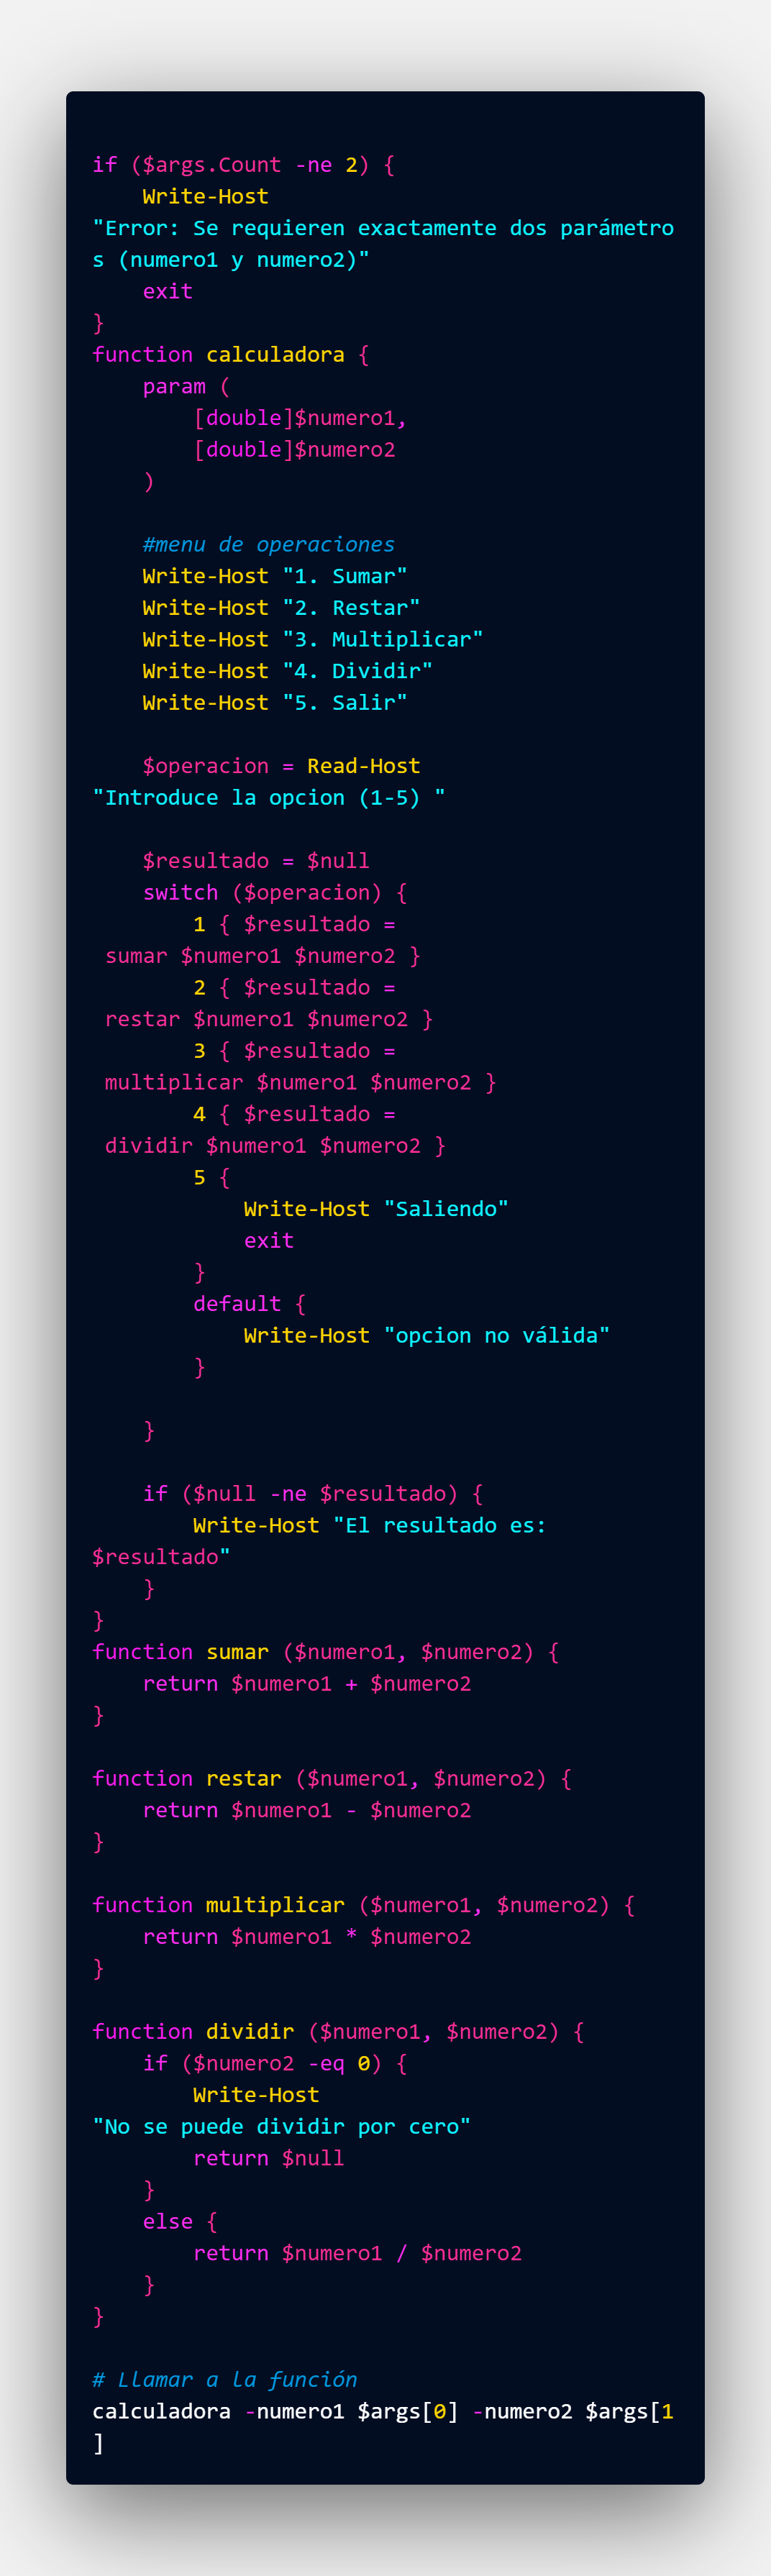 if ($args.Count -ne 2) {
    Write-Host
"Error: Se requieren exactamente dos parámetro
s (numero1 y numero2)"
    exit
}
function calculadora {
    param (
        [double]$numero1,
        [double]$numero2
    )

    #menu de operaciones
    Write-Host "1. Sumar"
    Write-Host "2. Restar"
    Write-Host "3. Multiplicar"
    Write-Host "4. Dividir"
    Write-Host "5. Salir"

    $operacion = Read-Host
"Introduce la opcion (1-5) "

    $resultado = $null
    switch ($operacion) {
        1 { $resultado =
 sumar $numero1 $numero2 }
        2 { $resultado =
 restar $numero1 $numero2 }
        3 { $resultado =
 multiplicar $numero1 $numero2 }
        4 { $resultado =
 dividir $numero1 $numero2 }
        5 {
            Write-Host "Saliendo"
            exit
        }
        default {
            Write-Host "opcion no válida"
        }

    }

    if ($null -ne $resultado) {
        Write-Host "El resultado es:
$resultado"
    }
}
function sumar ($numero1, $numero2) {
    return $numero1 + $numero2
}

function restar ($numero1, $numero2) {
    return $numero1 - $numero2
}

function multiplicar ($numero1, $numero2) {
    return $numero1 * $numero2
}

function dividir ($numero1, $numero2) {
    if ($numero2 -eq 0) {
        Write-Host
"No se puede dividir por cero"
        return $null
    }
    else {
        return $numero1 / $numero2
    }
}

# Llamar a la función
calculadora -numero1 $args[0] -numero2 $args[1
]